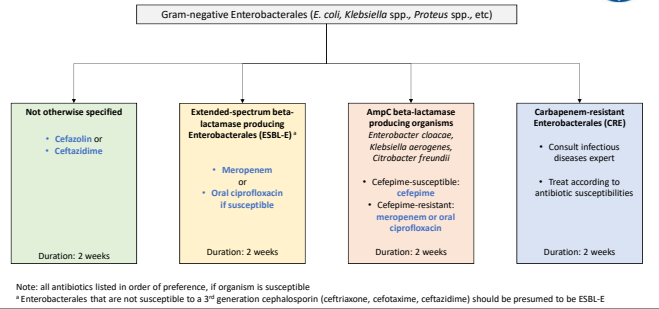 Gram-negative Enterobacterales (E. coli, Klebsiella spp., Proteus spp., etc)
Not otherwise specified
• Cefazolin or
• Ceftazidime
Duration: 2 weeks
Extended-spectrum beta-
lactamase producing
Enterobacterales (ESBL-E) a
• Meropenem
or
• Oral ciprofloxacin
if susceptible
Duration: 2 weeks
AmpC beta-lactamase
producing organisms
Enterobacter cloacae,
Klebsiella aerogenes,
Citrobacter freundii
• Cefepime-susceptible:
cefepime
• Cefepime-resistant:
meropenem or oral
ciprofloxacin
Duration: 2 weeks
Carbapenem-resistant
Enterobacterales (CRE)
• Consult infectious
diseases expert
• Treat according to
antibiotic susceptibilities
Duration: 2 weeks
Note: all antibiotics listed in order of preference, if organism is susceptible
a Enterobacterales that are not susceptible to a 3rd generation cephalosporin (ceftriaxone, cefotaxime, ceftazidime) should be presumed to be ESBL-E